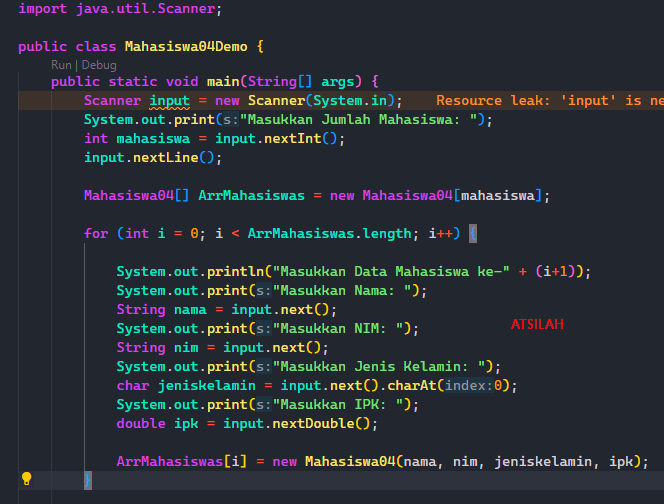 import java.util.Scanner;
public class Mahasiswa04Demo {
Run | Debug
public static void main(String[] args) {
Scanner input = new Scanner(System.in); Resource leak: 'input' is ne
System.out.print(s:"Masukkan Jumlah Mahasiswa: ");
int mahasiswa = input.nextInt();
input.nextLine();
Mahasiswa04[] ArrMahasiswas = new Mahasiswa04[mahasiswa];
for (int i = 0; i < ArrMahasiswas.length; i++) {
System.out.println("Masukkan Data Mahasiswa ke-" + (i+1));
System.out.print(s:"Masukkan Nama: ");
String nama = input.next();
System.out.print(s:"Masukkan NIM: ");
ATSILAH
String nim = input.next();
System.out.print(s:"Masukkan Jenis Kelamin: ");
char jeniskelamin = input.next().charAt(index:0);
System.out.print(s:"Masukkan IPK: ");
double ipk = input.nextDouble();
ArrMahasiswas[i] = new Mahasiswa04(nama, nim, jeniskelamin, ipk);
}